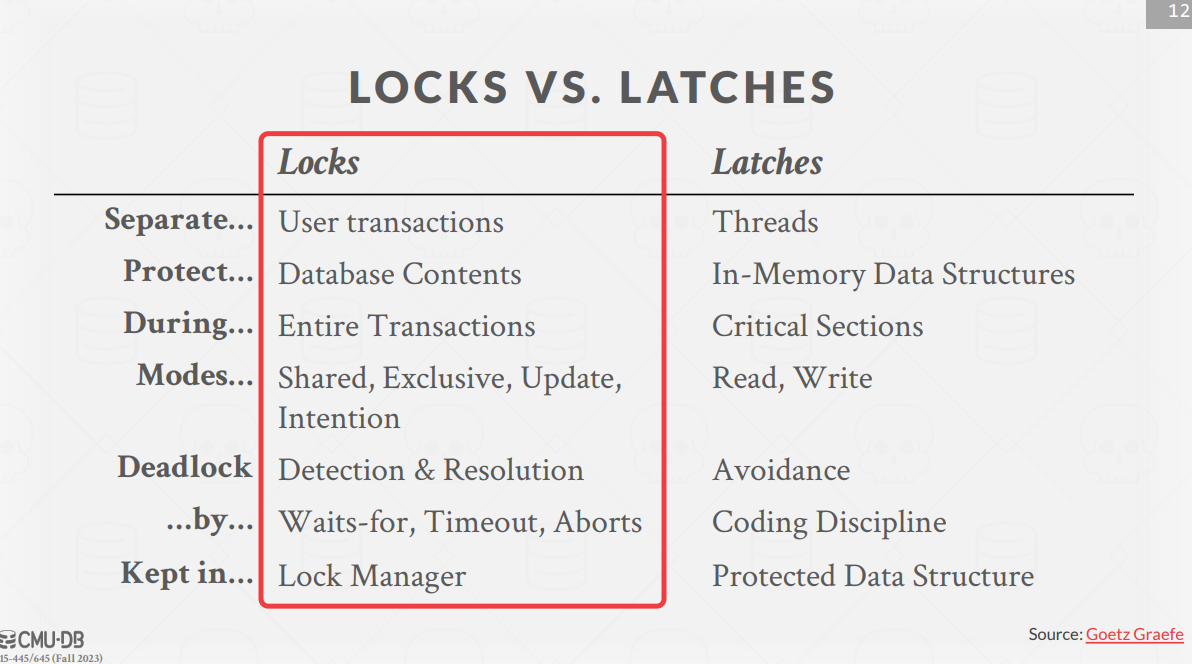 12
LOCKS VS. LATCHES
Locks Latches
Separate... User transactions Threads
Protect... Database Contents In-Memory Data Structures
During... Entire Transactions Critical Sections
Modes... Shared, Exclusive, Update, Read, Write
Intention
Deadlock Detection & Resolution Avoidance
...by... Waits-for, Timeout, Aborts Coding Discipline
Kept in... Lock Manager Protected Data Structure
Source: Goetz Graefe
CMU·DB
15-445/645 (Fall 2023)